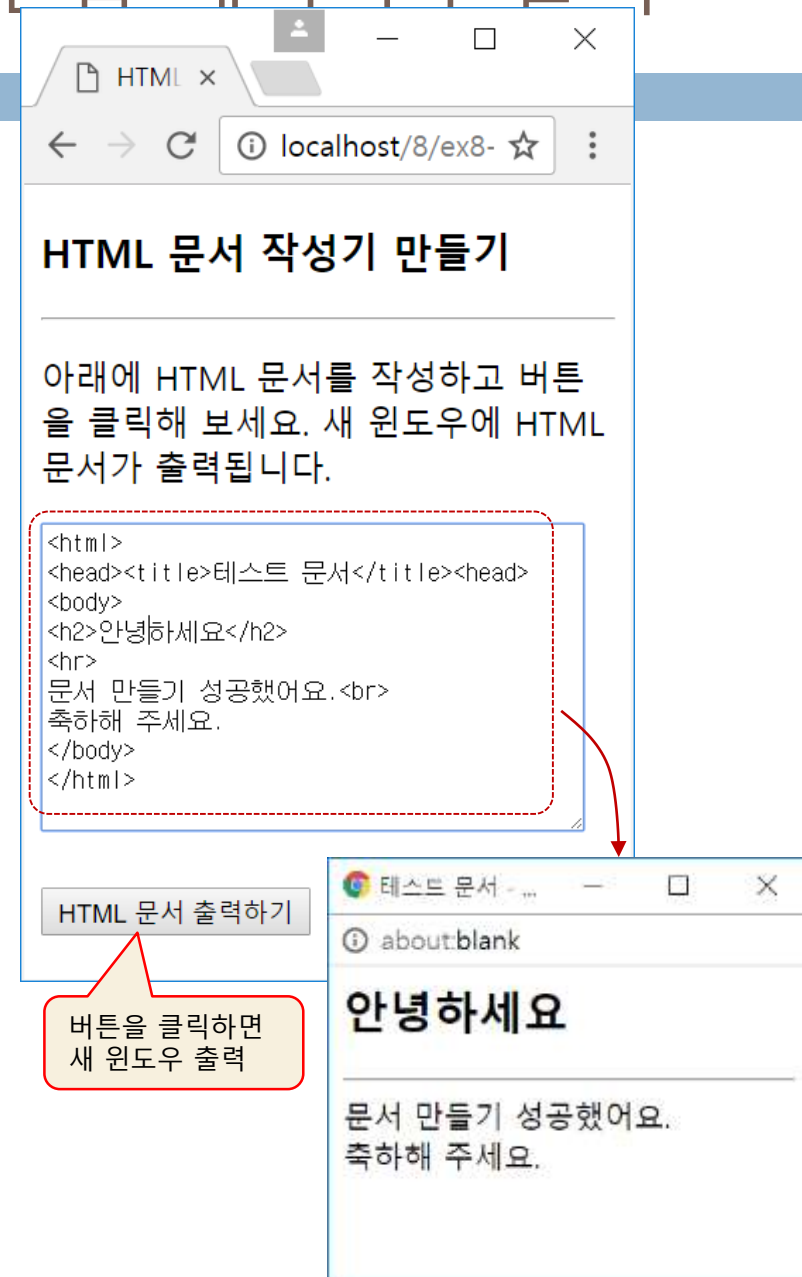 HTML
localhost/8/ex8-
HTML 문서 작성기 만들기
아래에 HTML 문서를 작성하고 버튼
을 클릭해 보세요. 새 윈도우에 HTML
문서가 출력됩니다.
<html>
<head><title>테스트 문서</title><head>
<body>
<h2>안녕하세요</h2>
<hr>
문서 만들기 성공했어요.<br>
축하해 주세요.
</body>
</html>
HTML 문서 출력하기
버튼을 클릭하면
새 윈도우 출력
테스트 문서 - ...
about:blank
안녕하세요
문서 만들기 성공했어요.
축하해 주세요.